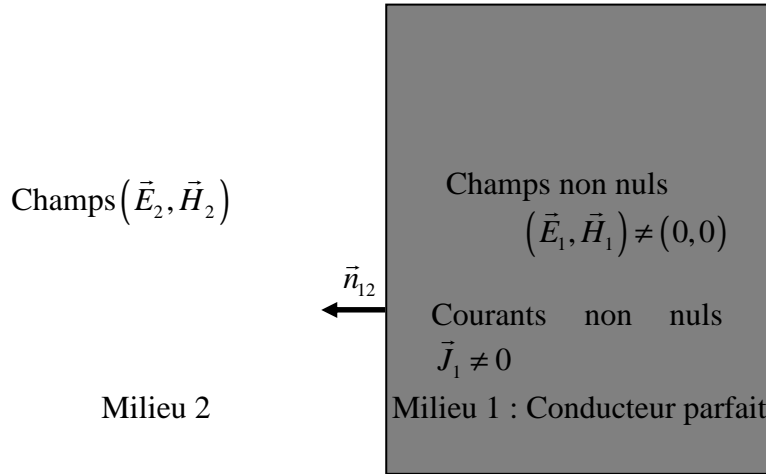 Champs(E⃗₂, H⃗₂)
Champs non nuls
(E⃗₁, H⃗₁) ≠ (0,0)
n⃗₁₂
Courants non nuls
J⃗₁ ≠ 0
Milieu 2
Milieu 1 : Conducteur parfait